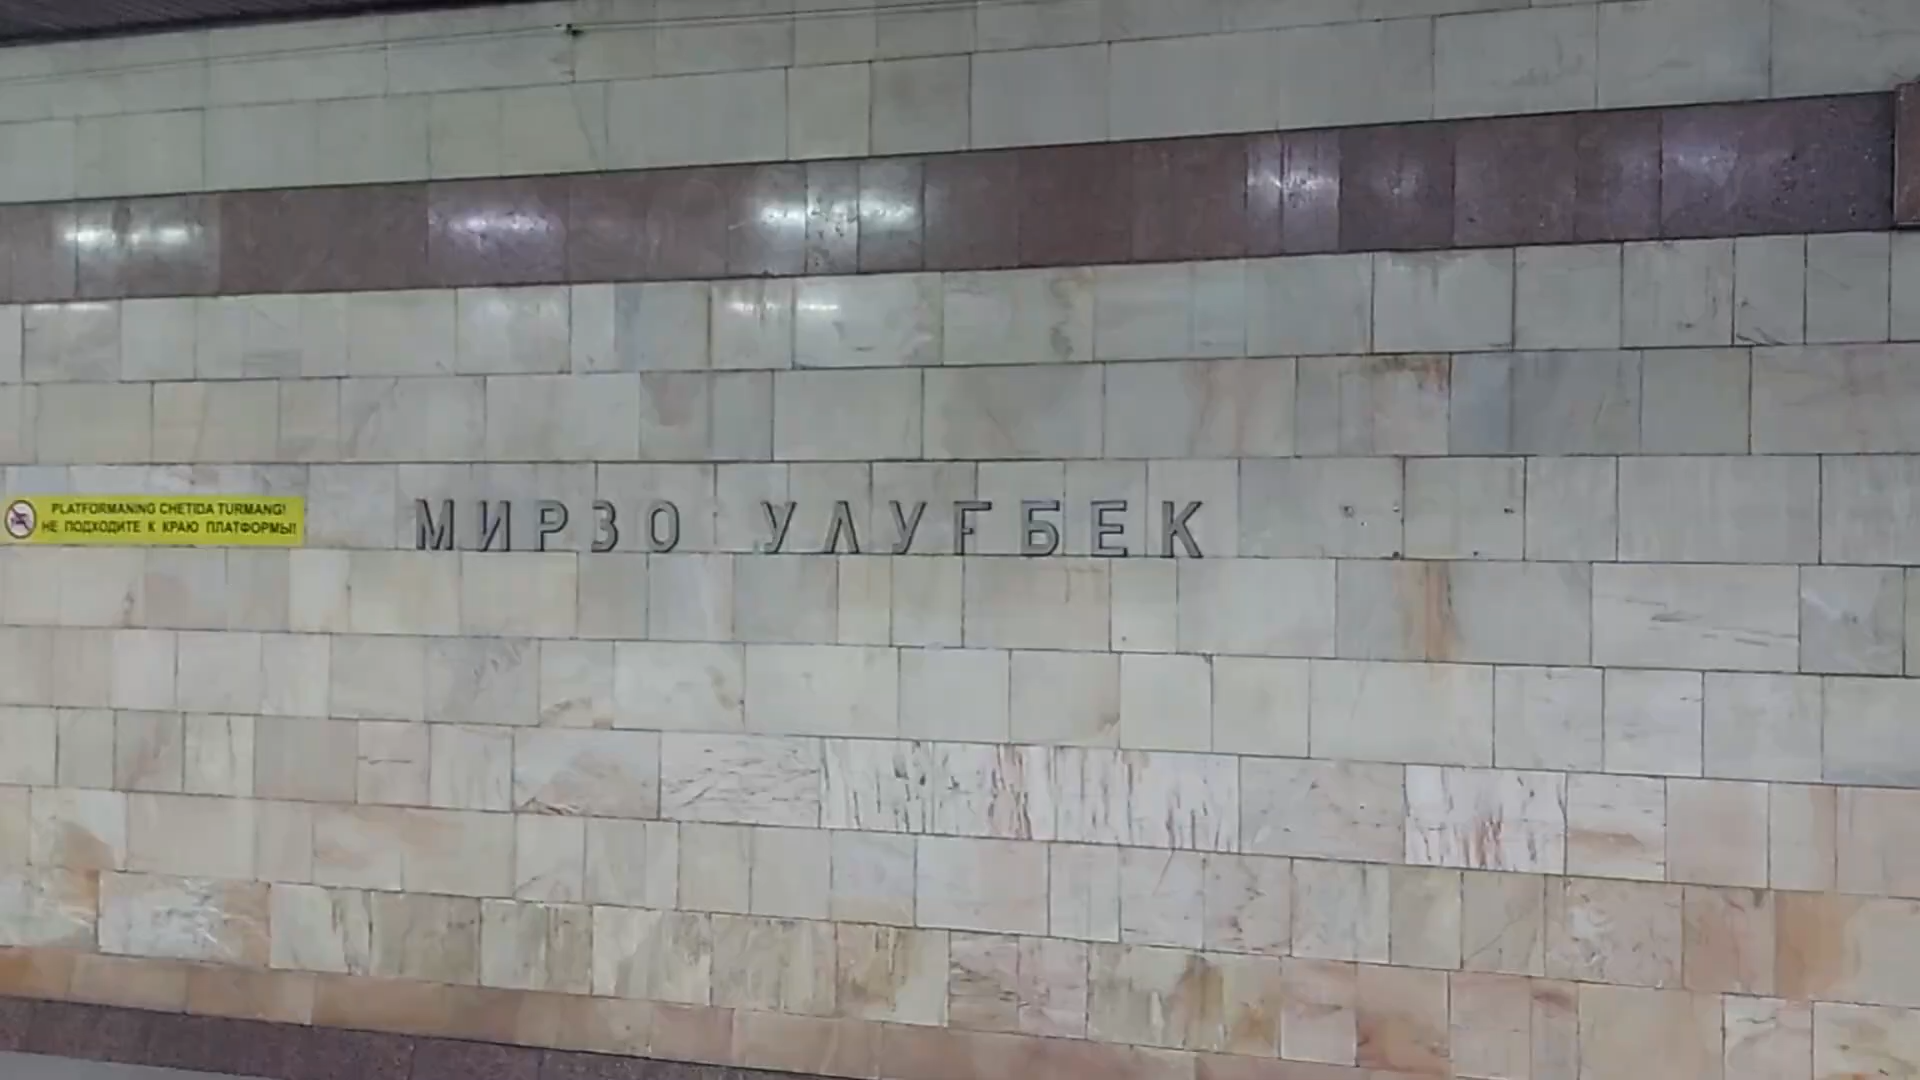 PLATFORMANING CHETIDA TURMANG!
НЕ ПОДХОДИТЕ К КРАЮ ПЛАТФОРМЫ!
МИРЗО УЛУҒБЕК